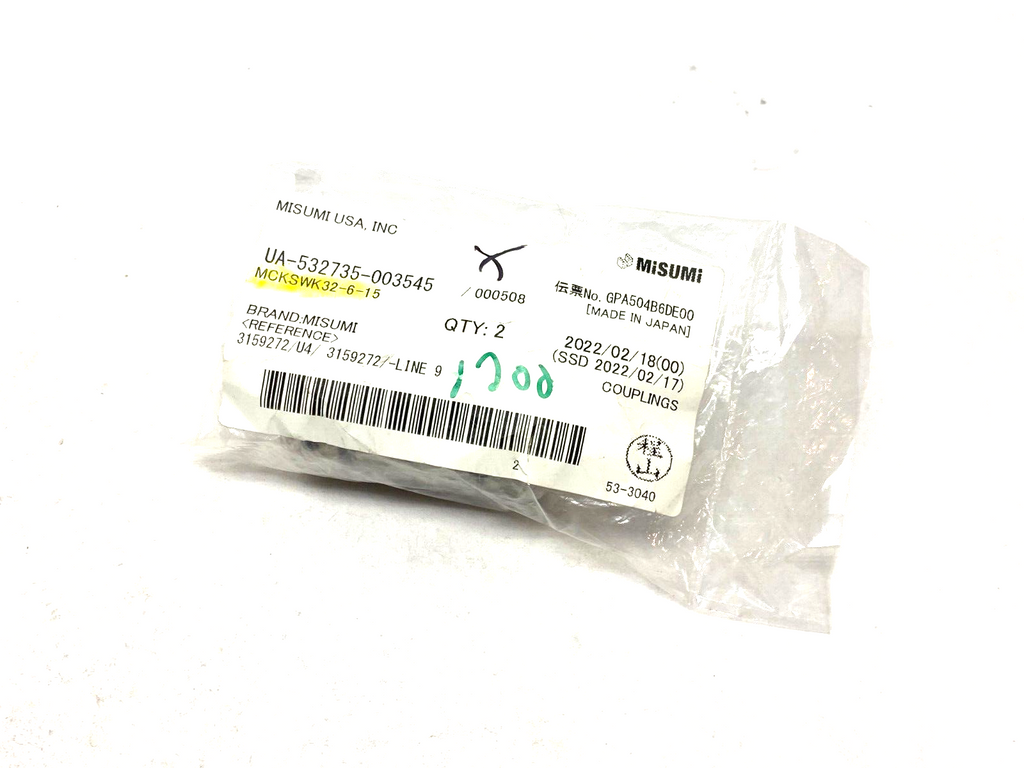 MISUMI USA, INC
UA-532735-003545
MCKSWK32-6-15
/ 000508
BRAND:MISUMI
QTY: 2
<REFERENCE>
3159272/U4/ 3159272/-LINE 9
MiSUMi
伝票No. GPA504B6DE00
[MADE IN JAPAN]
2022/02/18(00)
(SSD 2022/02/17)
COUPLINGS
2
程山
53-3040